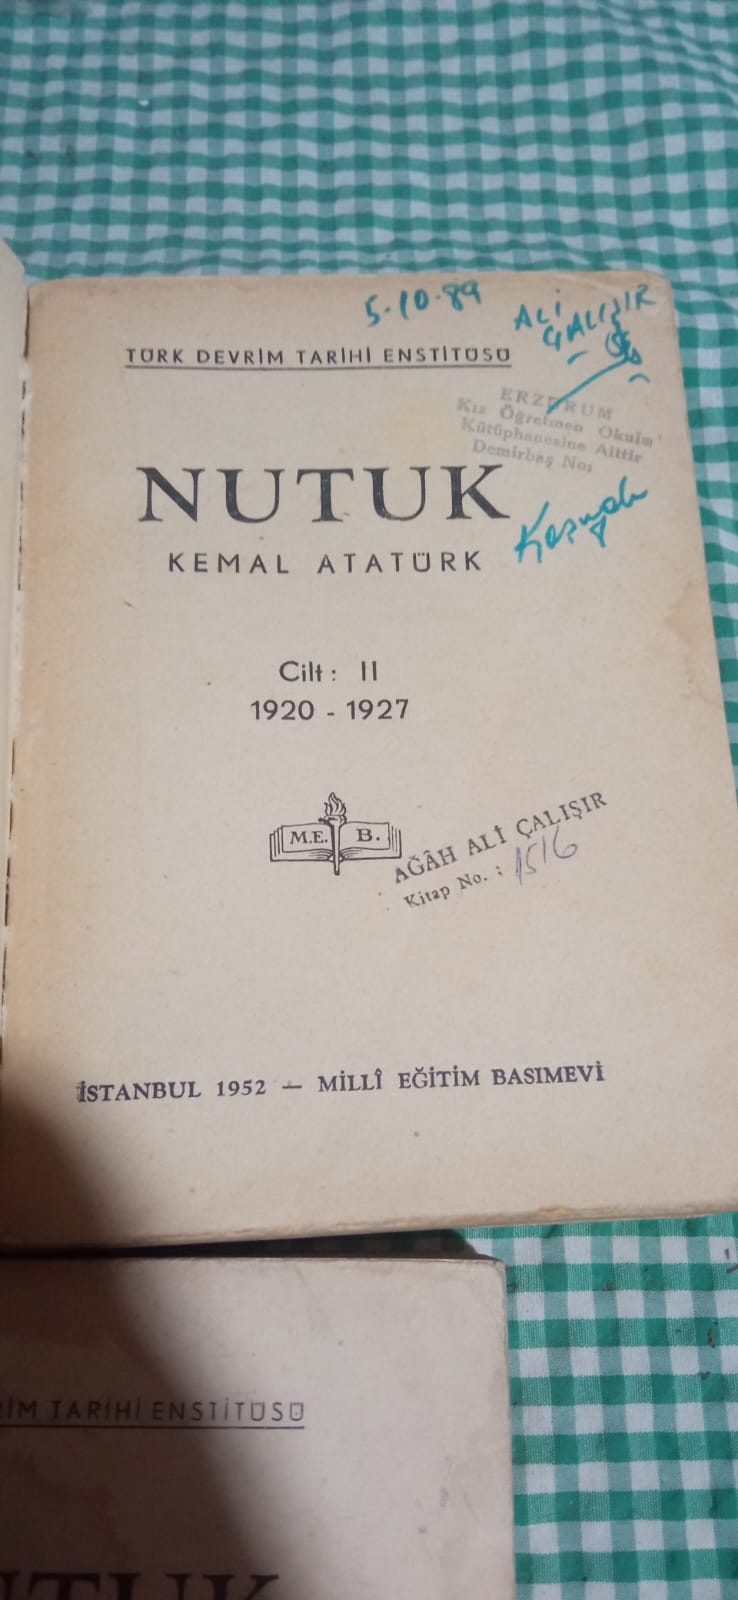 5.10.89
ALİ
ÇALIŞIR
TÜRK DEVRİM TARİHİ ENSTİTÜSÜ
ERZURUM
Kız Öğretmen Okulu
Kütüphanesine Aittir
Demirbaş No:
NUTUK
KEMAL ATATÜRK
Cilt: II
1920 - 1927
M.E. B.
AĞÂH ALİ ÇALIŞIR
Kitap No. : 1516
İSTANBUL 1952 — MİLLÎ EĞİTİM BASIMEVİ
RİM TARİHİ ENSTİTÜSÜ
UTUK